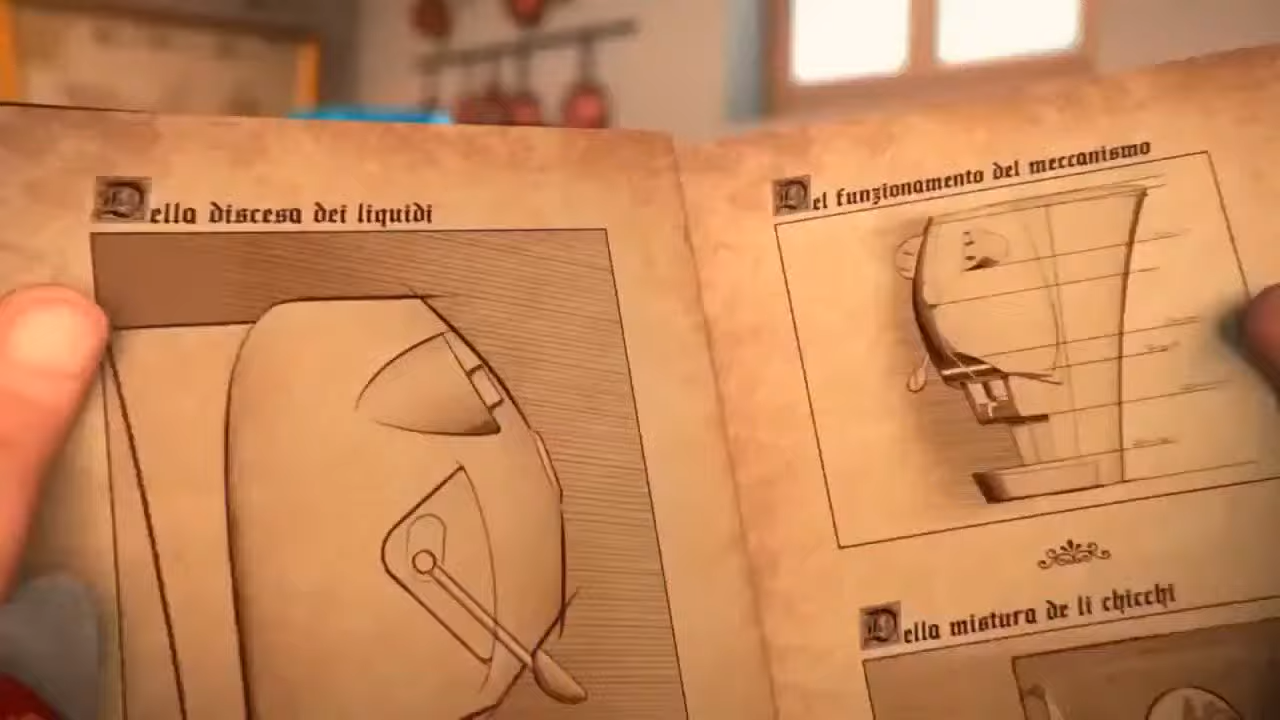 Della discesa dei liquidi
Del funzionamento del meccanismo
Della mistura de li chicchi